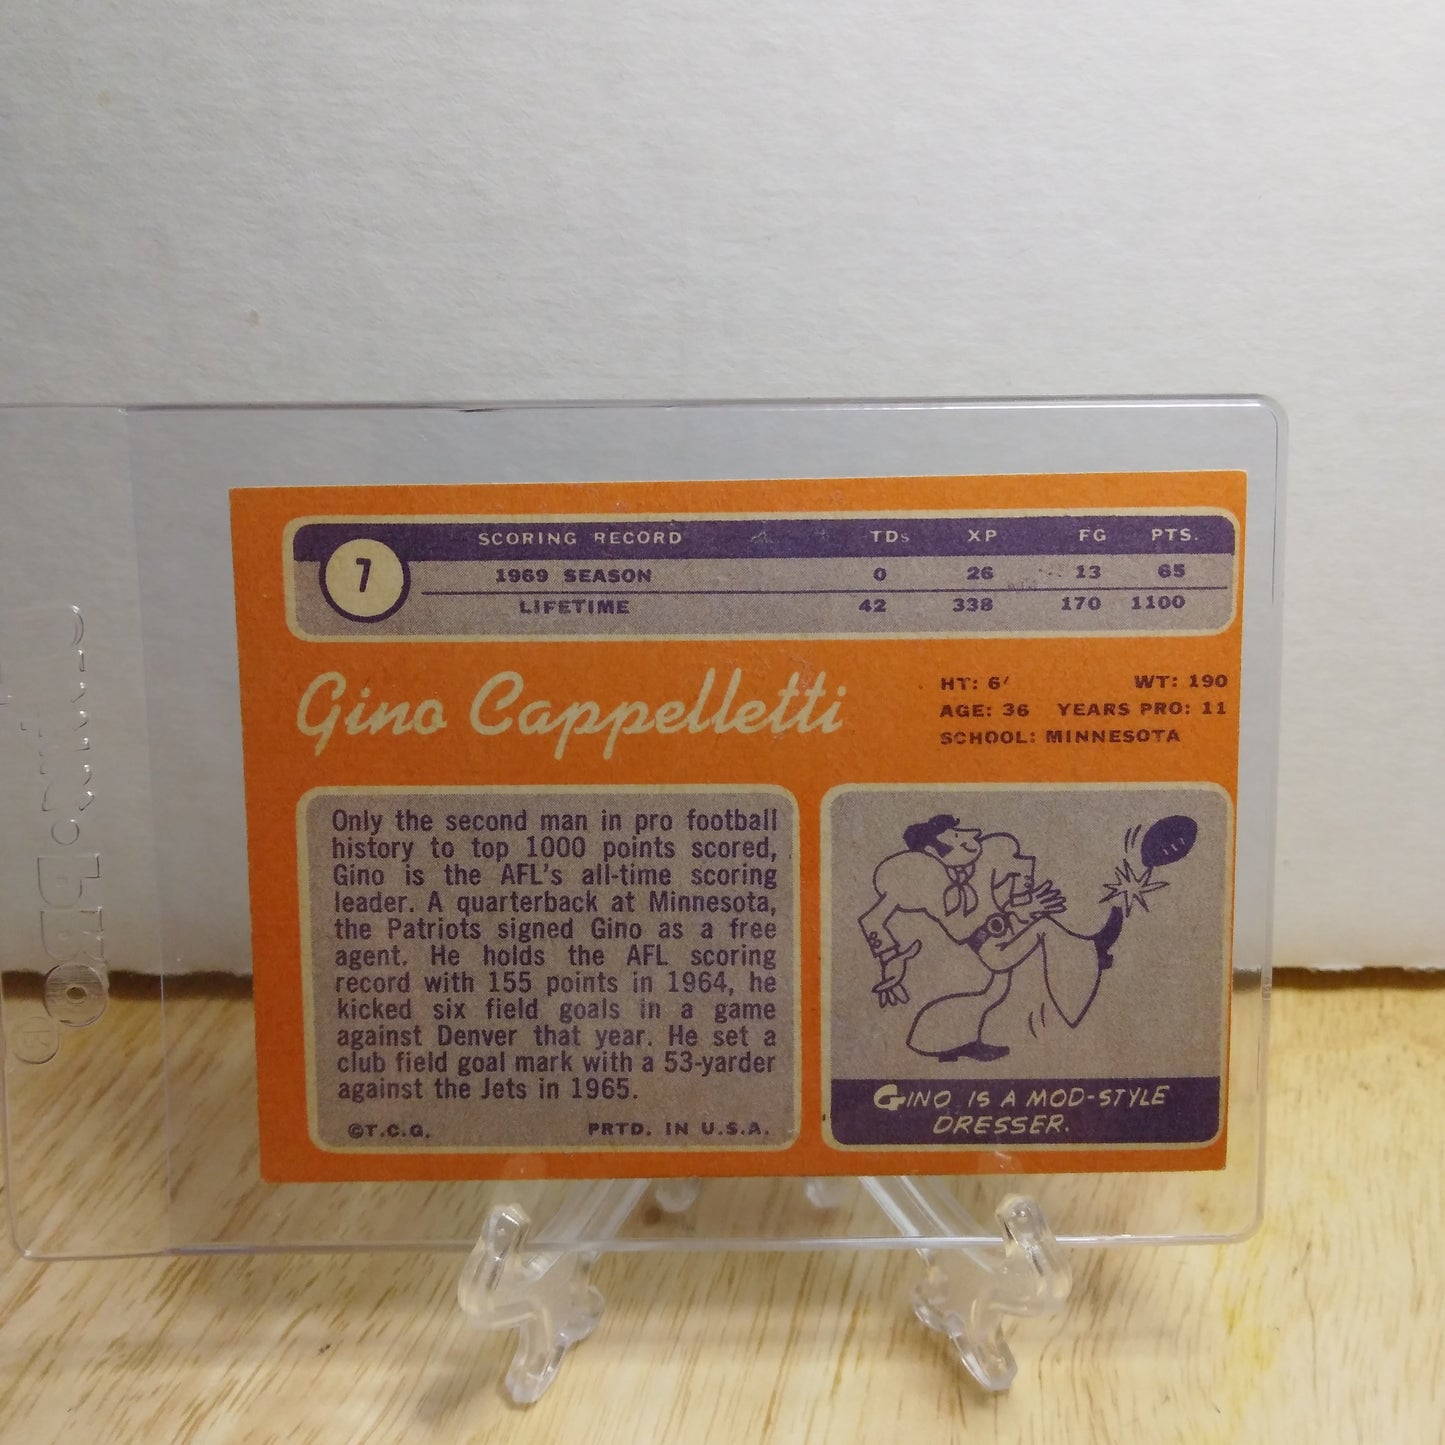 7
SCORING RECORD TDs XP FG PTS.
1969 SEASON 0 26 13 65
LIFETIME 42 338 170 1100
Gino Cappelletti
HT: 6' WT: 190
AGE: 36 YEARS PRO: 11
SCHOOL: MINNESOTA
Only the second man in pro football
history to top 1000 points scored,
Gino is the AFL's all-time scoring
leader. A quarterback at Minnesota,
the Patriots signed Gino as a free
agent. He holds the AFL scoring
record with 155 points in 1964, he
kicked six field goals in a game
against Denver that year. He set a
club field goal mark with a 53-yarder
against the Jets in 1965.
©T.C.G. PRTD. IN U.S.A.
GINO IS A MOD-STYLE
DRESSER.